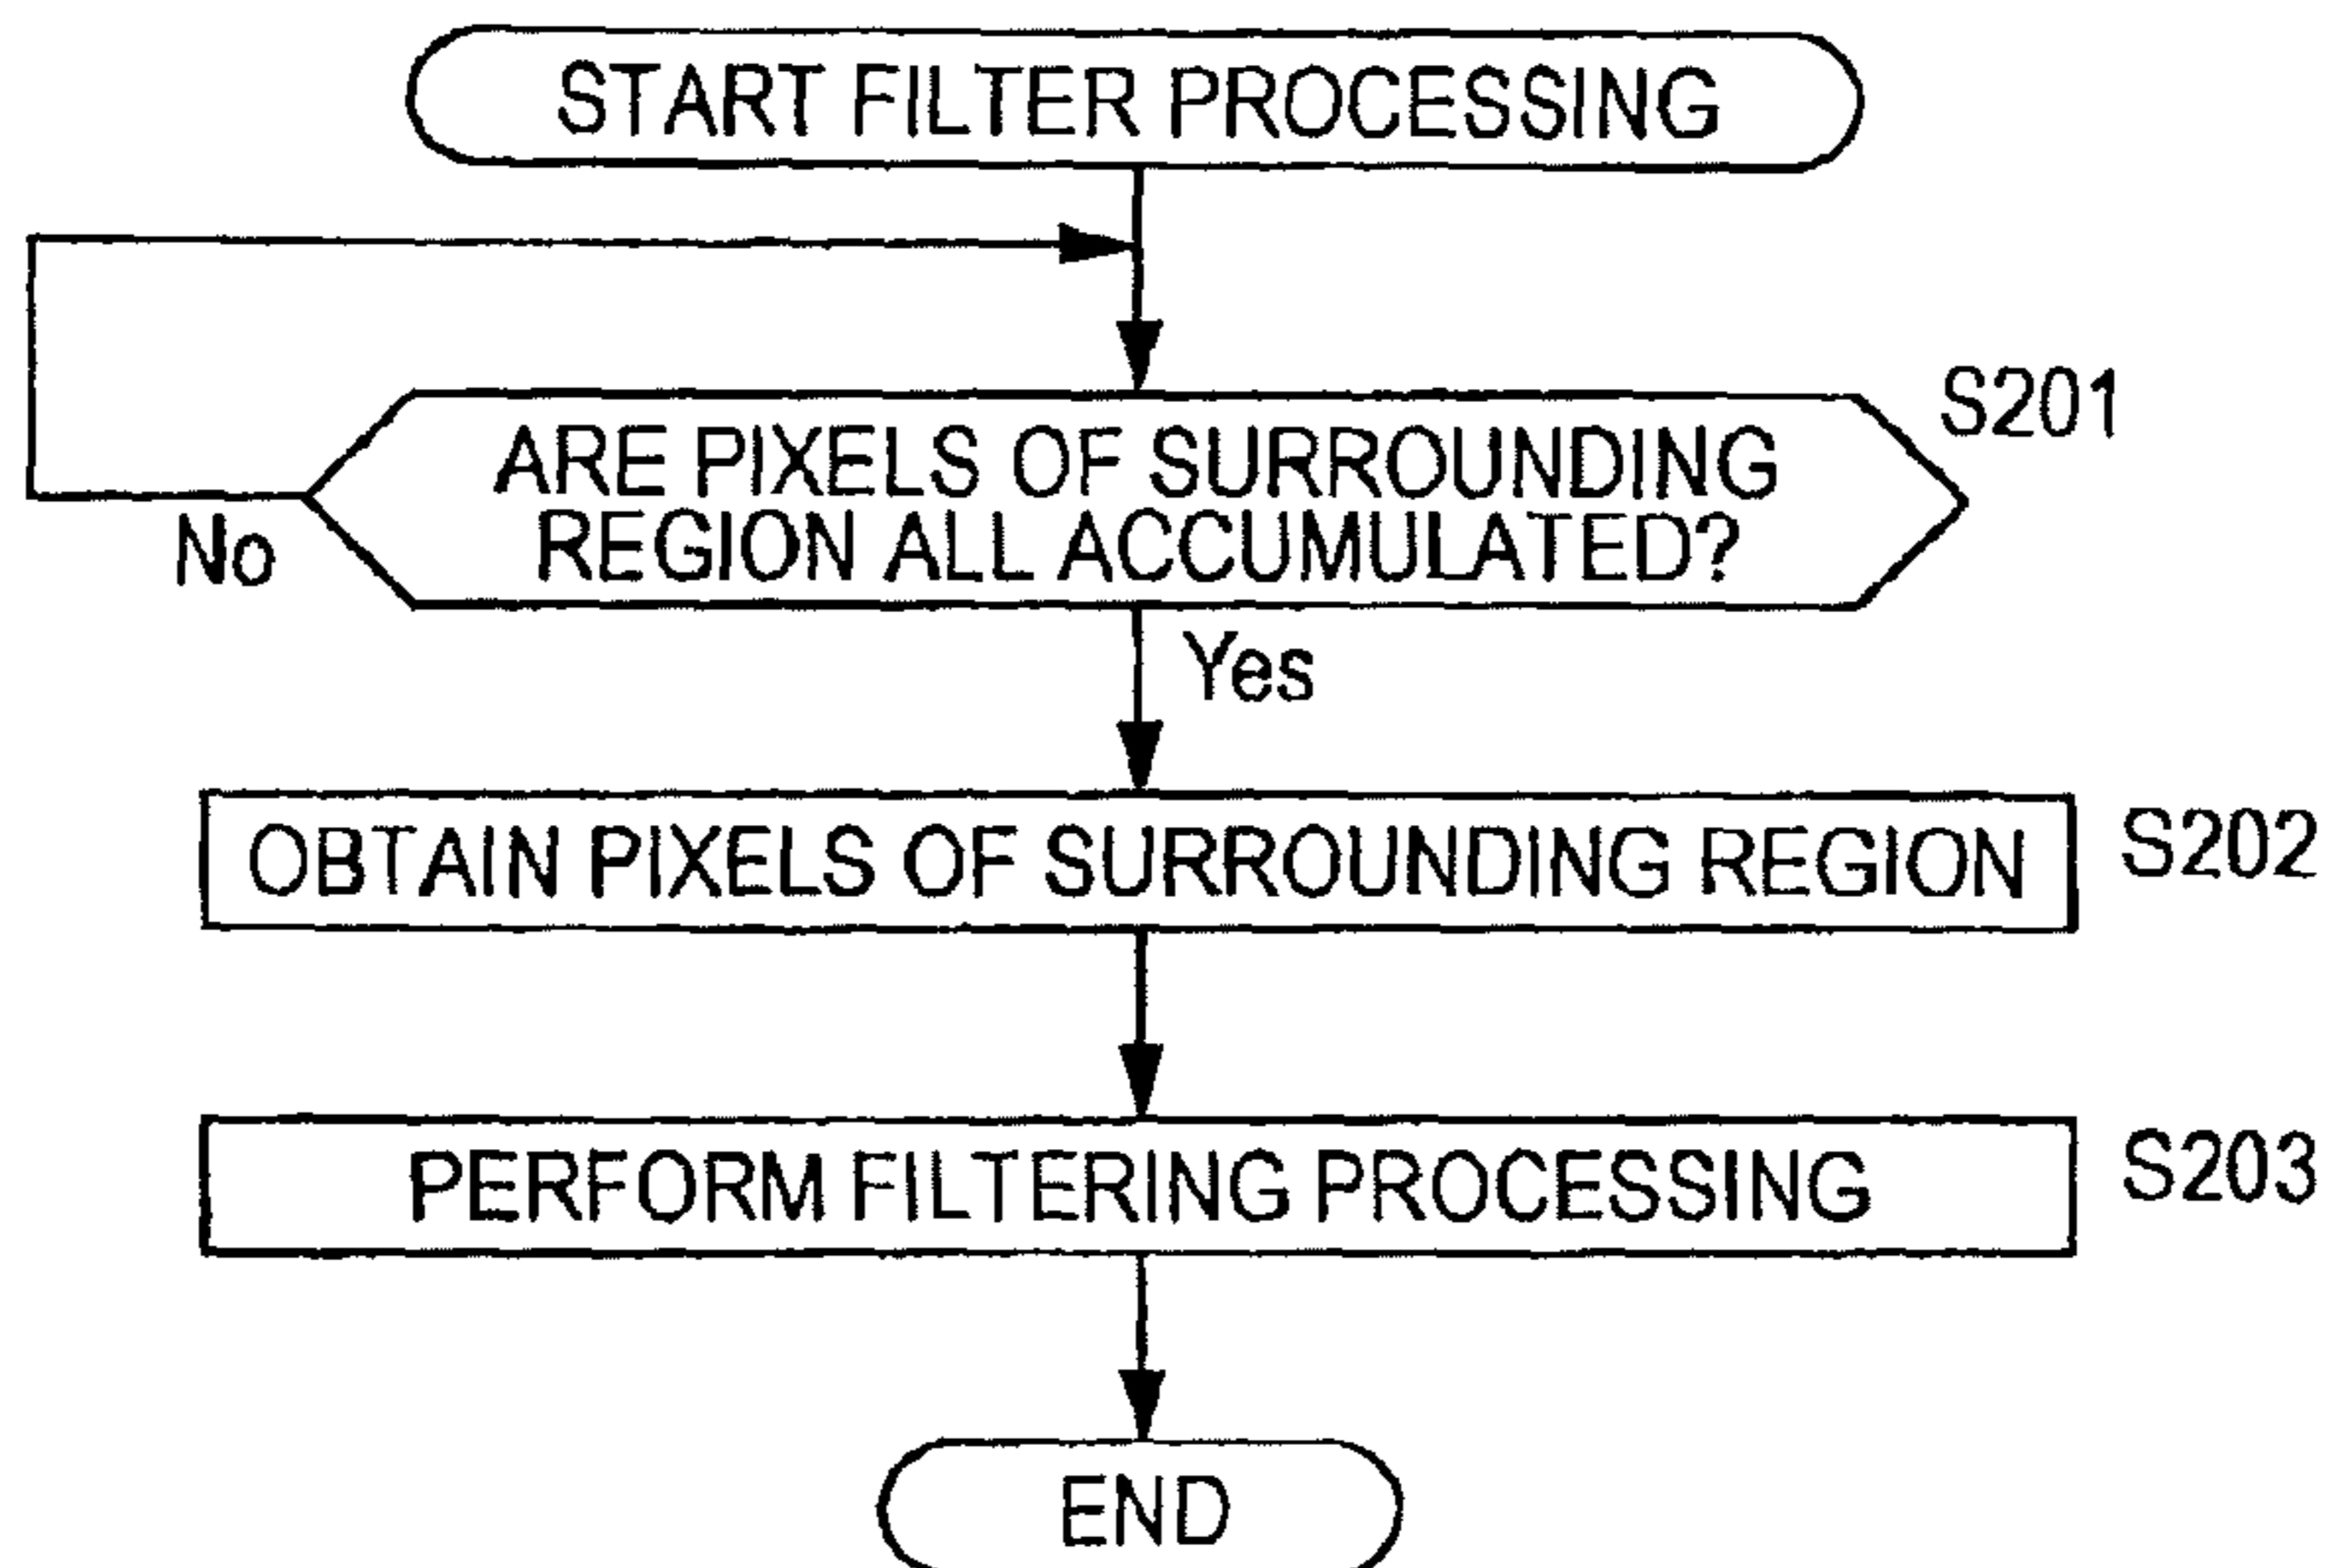 START FILTER PROCESSING
S201
ARE PIXELS OF SURROUNDING
REGION ALL ACCUMULATED?
No
Yes
OBTAIN PIXELS OF SURROUNDING REGION
S202
PERFORM FILTERING PROCESSING
S203
END